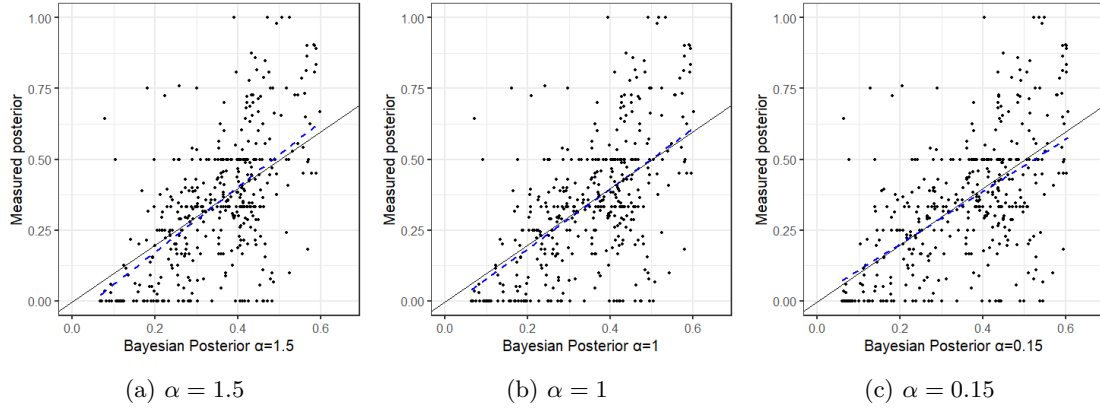 1.00
0.75
0.50
0.25
0.00
Measured posterior
0.0 0.2 0.4 0.6
Bayesian Posterior α=1.5
(a) α = 1.5
1.00
0.75
0.50
0.25
0.00
Measured posterior
0.0 0.2 0.4 0.6
Bayesian Posterior α=1
(b) α = 1
1.00
0.75
0.50
0.25
0.00
Measured posterior
0.0 0.2 0.4 0.6
Bayesian Posterior α=0.15
(c) α = 0.15